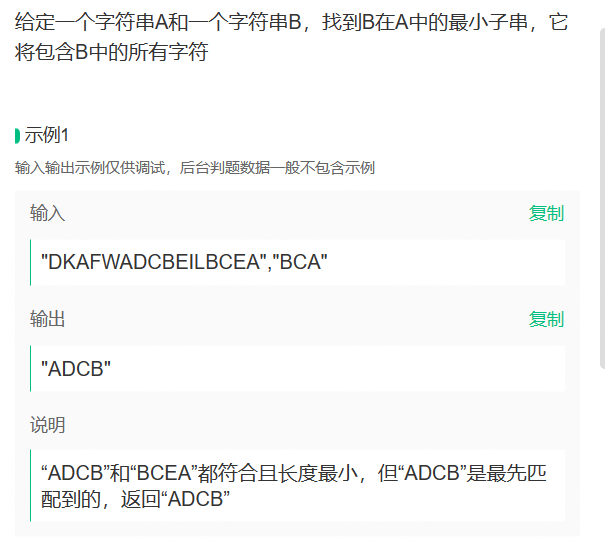 给定一个字符串A和一个字符串B，找到B在A中的最小子串，它
将包含B中的所有字符
示例1
输入输出示例仅供调试，后台判题数据一般不包含示例
输入
复制
"DKAFWADCBEILBCEA","BCA"
输出
复制
"ADCB"
说明
“ADCB”和“BCEA”都符合且长度最小，但“ADCB”是最先匹
配到的，返回“ADCB”